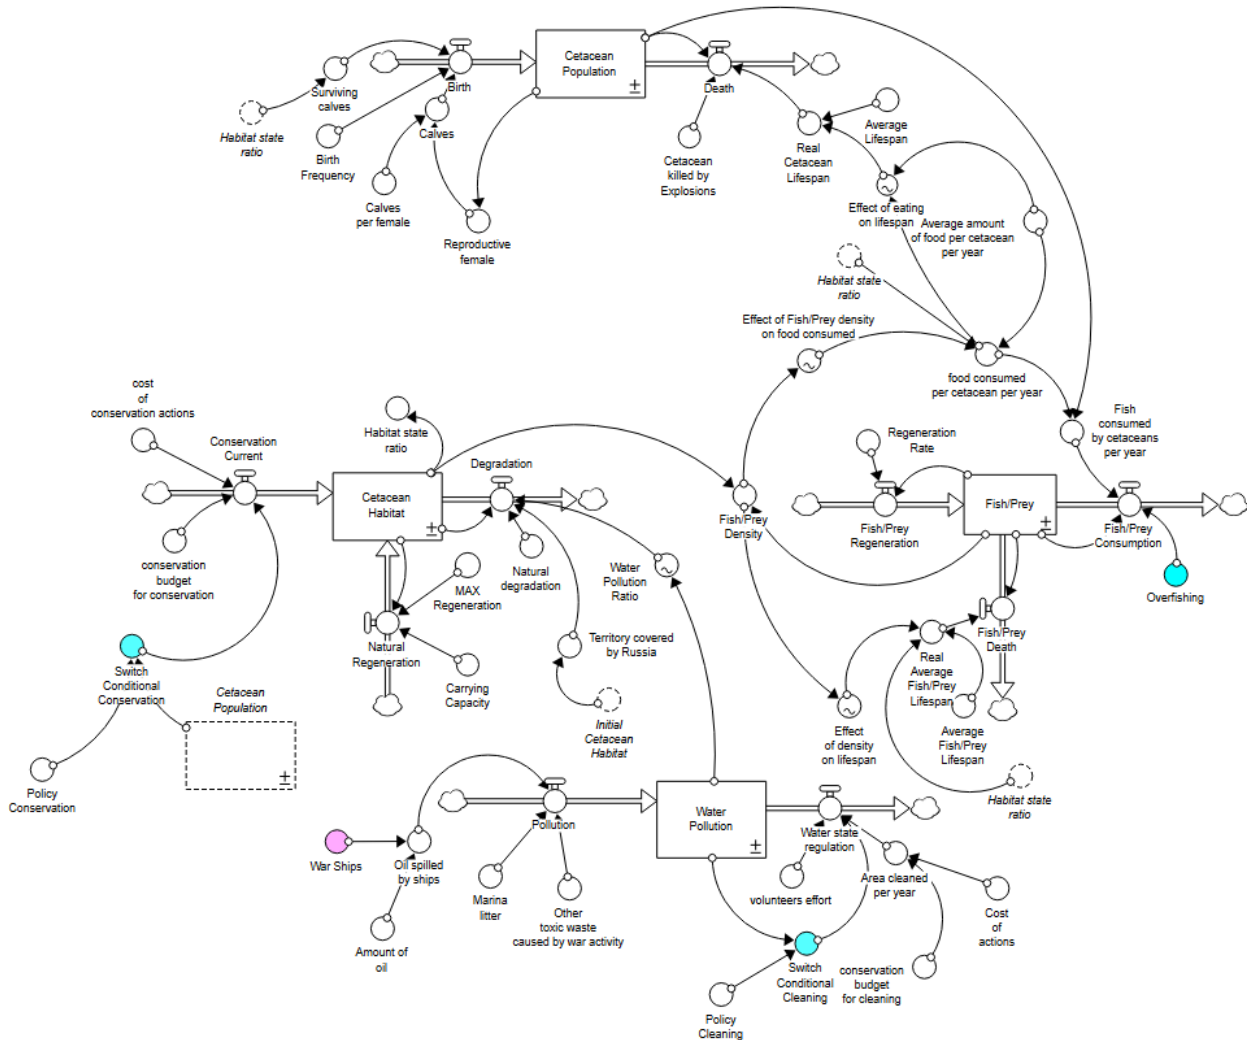 Cetacean
Population
Birth
Death
Surviving
calves
Habitat state
ratio
Calves
Birth
Frequency
Calves
per female
Reproductive
female
Cetacean
killed by
Explosions
Average
Lifespan
Real
Cetacean
Lifespan
Effect of eating
on lifespan
Average amount
of food per cetacean
per year
Habitat state
ratio
Effect of Fish/Prey density
on food consumed
food consumed
per cetacean per year
Fish
consumed
by cetaceans
per year
cost
of
conservation actions
Conservation
Current
Habitat state
ratio
Degradation
Cetacean
Habitat
conservation
budget
for conservation
MAX
Regeneration
Natural
degradation
Water
Pollution
Ratio
Fish/Prey
Density
Regeneration
Rate
Fish/Prey
Regeneration
Fish/Prey
Fish/Prey
Consumption
Overfishing
Natural
Regeneration
Carrying
Capacity
Territory covered
by Russia
Initial
Cetacean
Habitat
Switch
Conditional
Conservation
Cetacean
Population
Policy
Conservation
Fish/Prey
Death
Real
Average
Fish/Prey
Lifespan
Effect
of density
on lifespan
Average
Fish/Prey
Lifespan
Habitat state
ratio
Pollution
Water
Pollution
Water state
regulation
War Ships
Oil spilled
by ships
Amount of
oil
Marina
litter
Other
toxic waste
caused by war activity
volunteers effort
Area cleaned
per year
Cost
of
actions
Switch
Conditional
Cleaning
conservation
budget
for cleaning
Policy
Cleaning